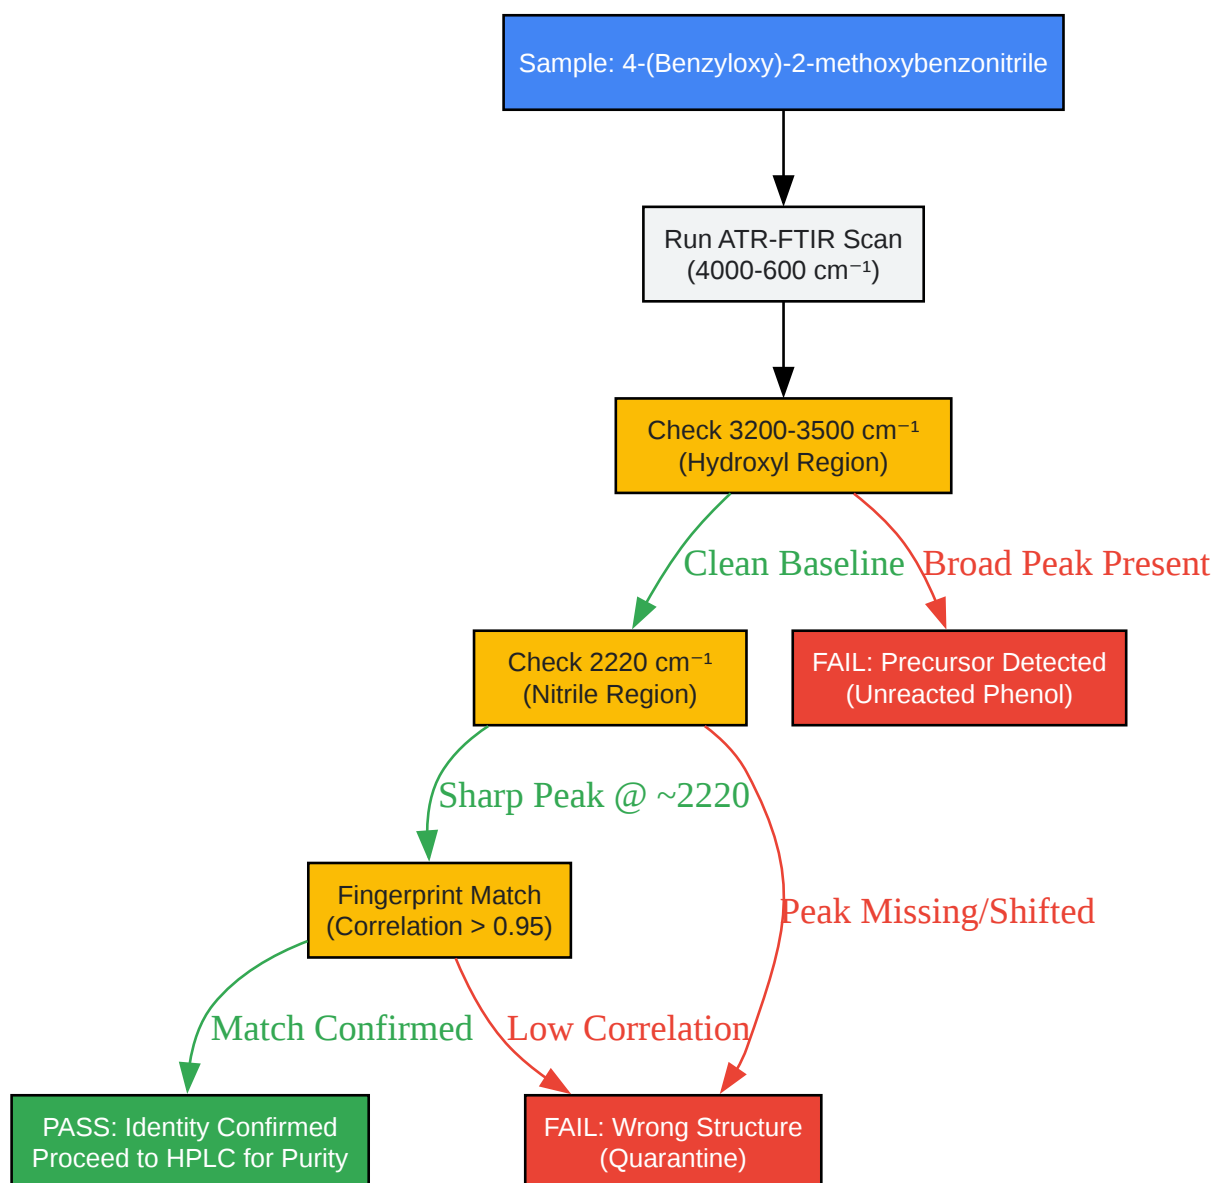 Sample: 4-(Benzyloxy)-2-methoxybenzonitrile
Run ATR-FTIR Scan
(4000-600 cm⁻¹)
Check 3200-3500 cm⁻¹
(Hydroxyl Region)
Clean Baseline
Broad Peak Present
Check 2220 cm⁻¹
(Nitrile Region)
FAIL: Precursor Detected
(Unreacted Phenol)
Sharp Peak @ ~2220
Fingerprint Match
(Correlation > 0.95)
Peak Missing/Shifted
Match Confirmed
Low Correlation
PASS: Identity Confirmed
Proceed to HPLC for Purity
FAIL: Wrong Structure
(Quarantine)